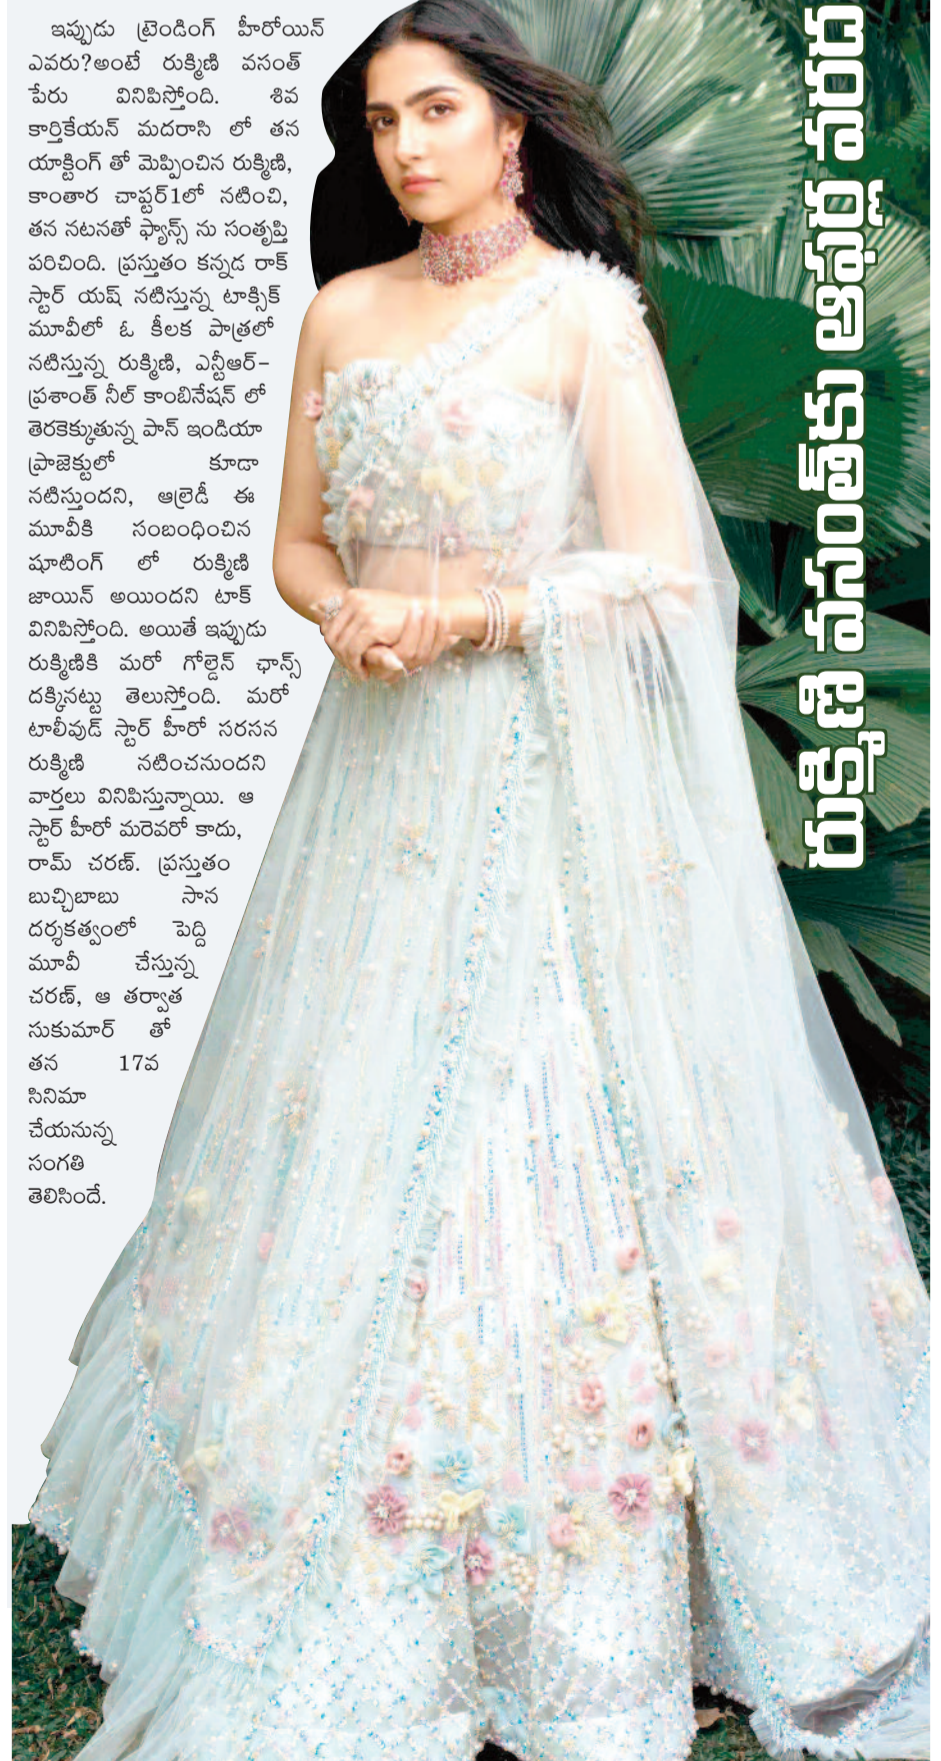 రుక్మిణి వసంత్‌కు ఆఫర్ల వరద
ఇప్పుడు ట్రెండింగ్ హీరోయిన్
ఎవరు?అంటే రుక్మిణి వసంత్
పేరు వినిపిస్తోంది. శివ
కార్తికేయన్ మదరాసి లో తన
యాక్టింగ్ తో మెప్పించిన రుక్మిణి,
కాంతార చాప్టర్1లో నటించి,
తన నటనతో ఫ్యాన్స్ ను సంతృప్తి
పరిచింది. ప్రస్తుతం కన్నడ రాక్
స్టార్ యష్ నటిస్తున్న టాక్సిక్
మూవీలో ఓ కీలక పాత్రలో
నటిస్తున్న రుక్మిణి, ఎన్టీఆర్-
ప్రశాంత్ నీల్ కాంబినేషన్ లో
తెరకెక్కుతున్న పాన్ ఇండియా
ప్రాజెక్టులో కూడా
నటిస్తుందని, ఆల్రెడీ ఈ
మూవీకి సంబంధించిన
షూటింగ్ లో రుక్మిణి
జాయిన్ అయిందని టాక్
వినిపిస్తోంది. అయితే ఇప్పుడు
రుక్మిణికి మరో గోల్డెన్ ఛాన్స్
దక్కినట్టు తెలుస్తోంది. మరో
టాలీవుడ్ స్టార్ హీరో సరసన
రుక్మిణి నటించనుందని
వార్తలు వినిపిస్తున్నాయి. ఆ
స్టార్ హీరో మరెవరో కాదు,
రామ్ చరణ్. ప్రస్తుతం
బుచ్చిబాబు సాన
దర్శకత్వంలో పెద్ది
మూవీ చేస్తున్న
చరణ్, ఆ తర్వాత
సుకుమార్ తో
తన 17వ
సినిమా
చేయనున్న
సంగతి
తెలిసిందే.